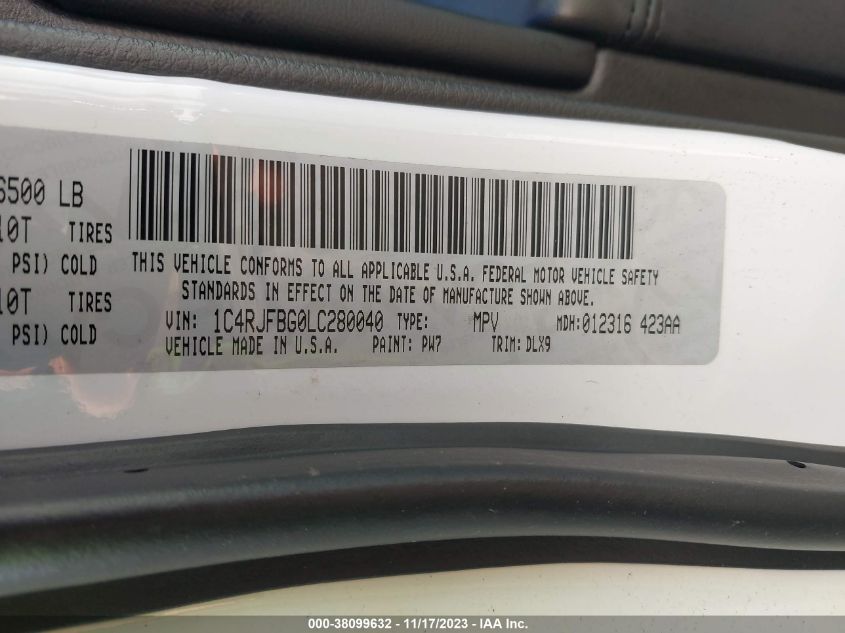 6500 LB
10T TIRES
PSI) COLD
10T TIRES
PSI) COLD
THIS VEHICLE CONFORMS TO ALL APPLICABLE U.S.A. FEDERAL MOTOR VEHICLE SAFETY
STANDARDS IN EFFECT ON THE DATE OF MANUFACTURE SHOWN ABOVE.
VIN: 1C4RJFBG0LC280040 TYPE: MPV MDH:012316 423AA
VEHICLE MADE IN U.S.A. PAINT: PW7 TRIM: DLX9
000-38099632 - 11/17/2023 - IAA Inc.